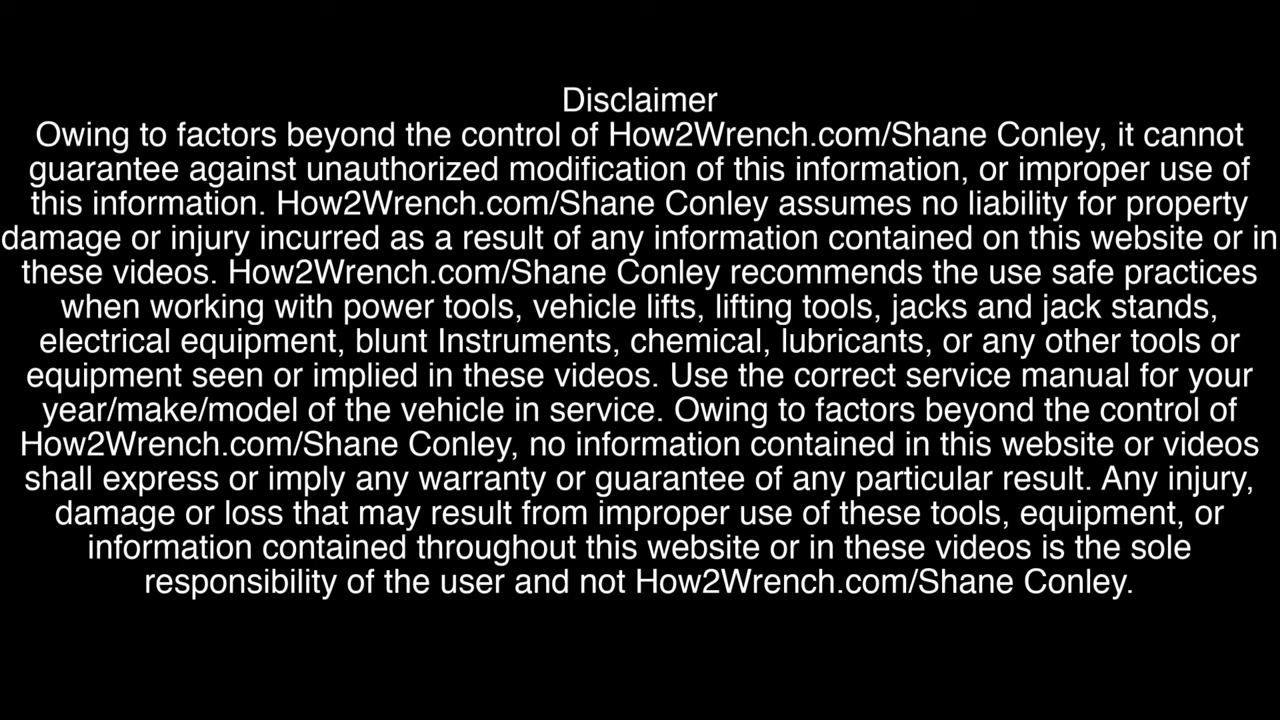 Disclaimer
Owing to factors beyond the control of How2Wrench.com/Shane Conley, it cannot
guarantee against unauthorized modification of this information, or improper use of
this information. How2Wrench.com/Shane Conley assumes no liability for property
damage or injury incurred as a result of any information contained on this website or in
these videos. How2Wrench.com/Shane Conley recommends the use safe practices
when working with power tools, vehicle lifts, lifting tools, jacks and jack stands,
electrical equipment, blunt Instruments, chemical, lubricants, or any other tools or
equipment seen or implied in these videos. Use the correct service manual for your
year/make/model of the vehicle in service. Owing to factors beyond the control of
How2Wrench.com/Shane Conley, no information contained in this website or videos
shall express or imply any warranty or guarantee of any particular result. Any injury,
damage or loss that may result from improper use of these tools, equipment, or
information contained throughout this website or in these videos is the sole
responsibility of the user and not How2Wrench.com/Shane Conley.